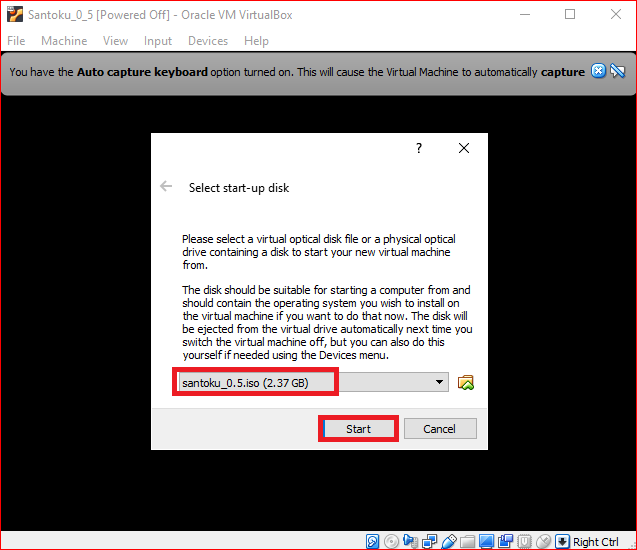 Santoku_0_5 [Powered Off] - Oracle VM VirtualBox
File Machine View Input Devices Help
You have the Auto capture keyboard option turned on. This will cause the Virtual Machine to automatically capture
?
Select start-up disk
Please select a virtual optical disk file or a physical optical
drive containing a disk to start your new virtual machine
from.
The disk should be suitable for starting a computer from and
should contain the operating system you wish to install on
the virtual machine if you want to do that now. The disk will
be ejected from the virtual drive automatically next time you
switch the virtual machine off, but you can also do this
yourself if needed using the Devices menu.
santoku_0.5.iso (2.37 GB)
Start Cancel
Right Ctrl